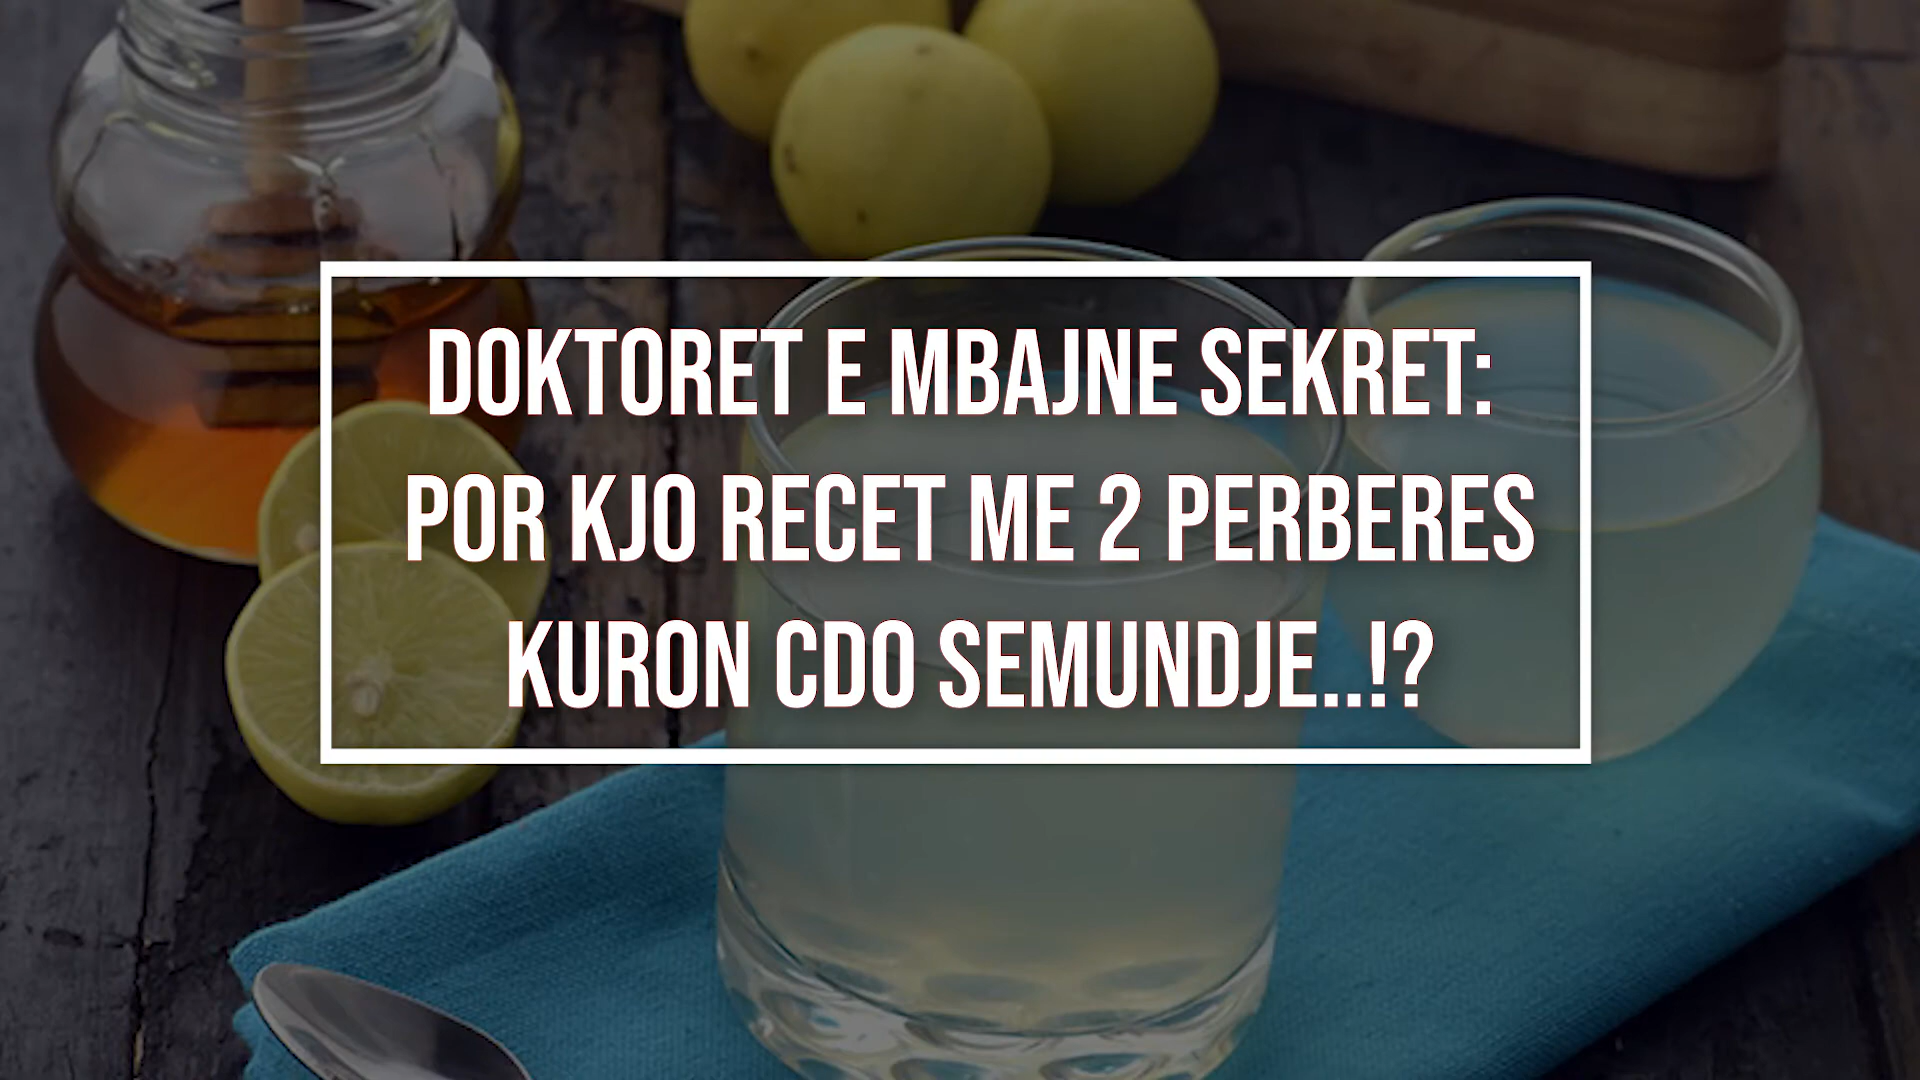 DOKTORET E MBAJNE SEKRET:
POR KJO RECET ME 2 PERBERES
KURON CDO SEMUNDJE..!?